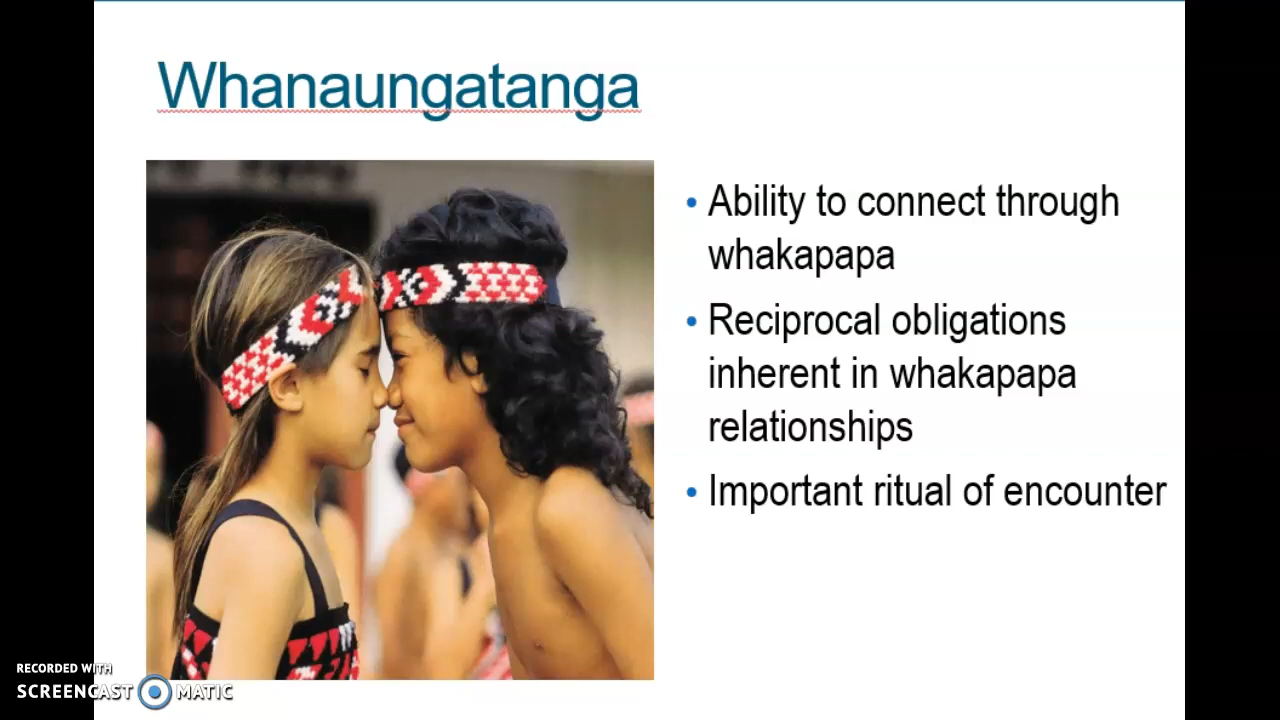 Whanaungatanga
• Ability to connect through
whakapapa
• Reciprocal obligations
inherent in whakapapa
relationships
• Important ritual of encounter
RECORDED WITH
SCREENCAST MATIC